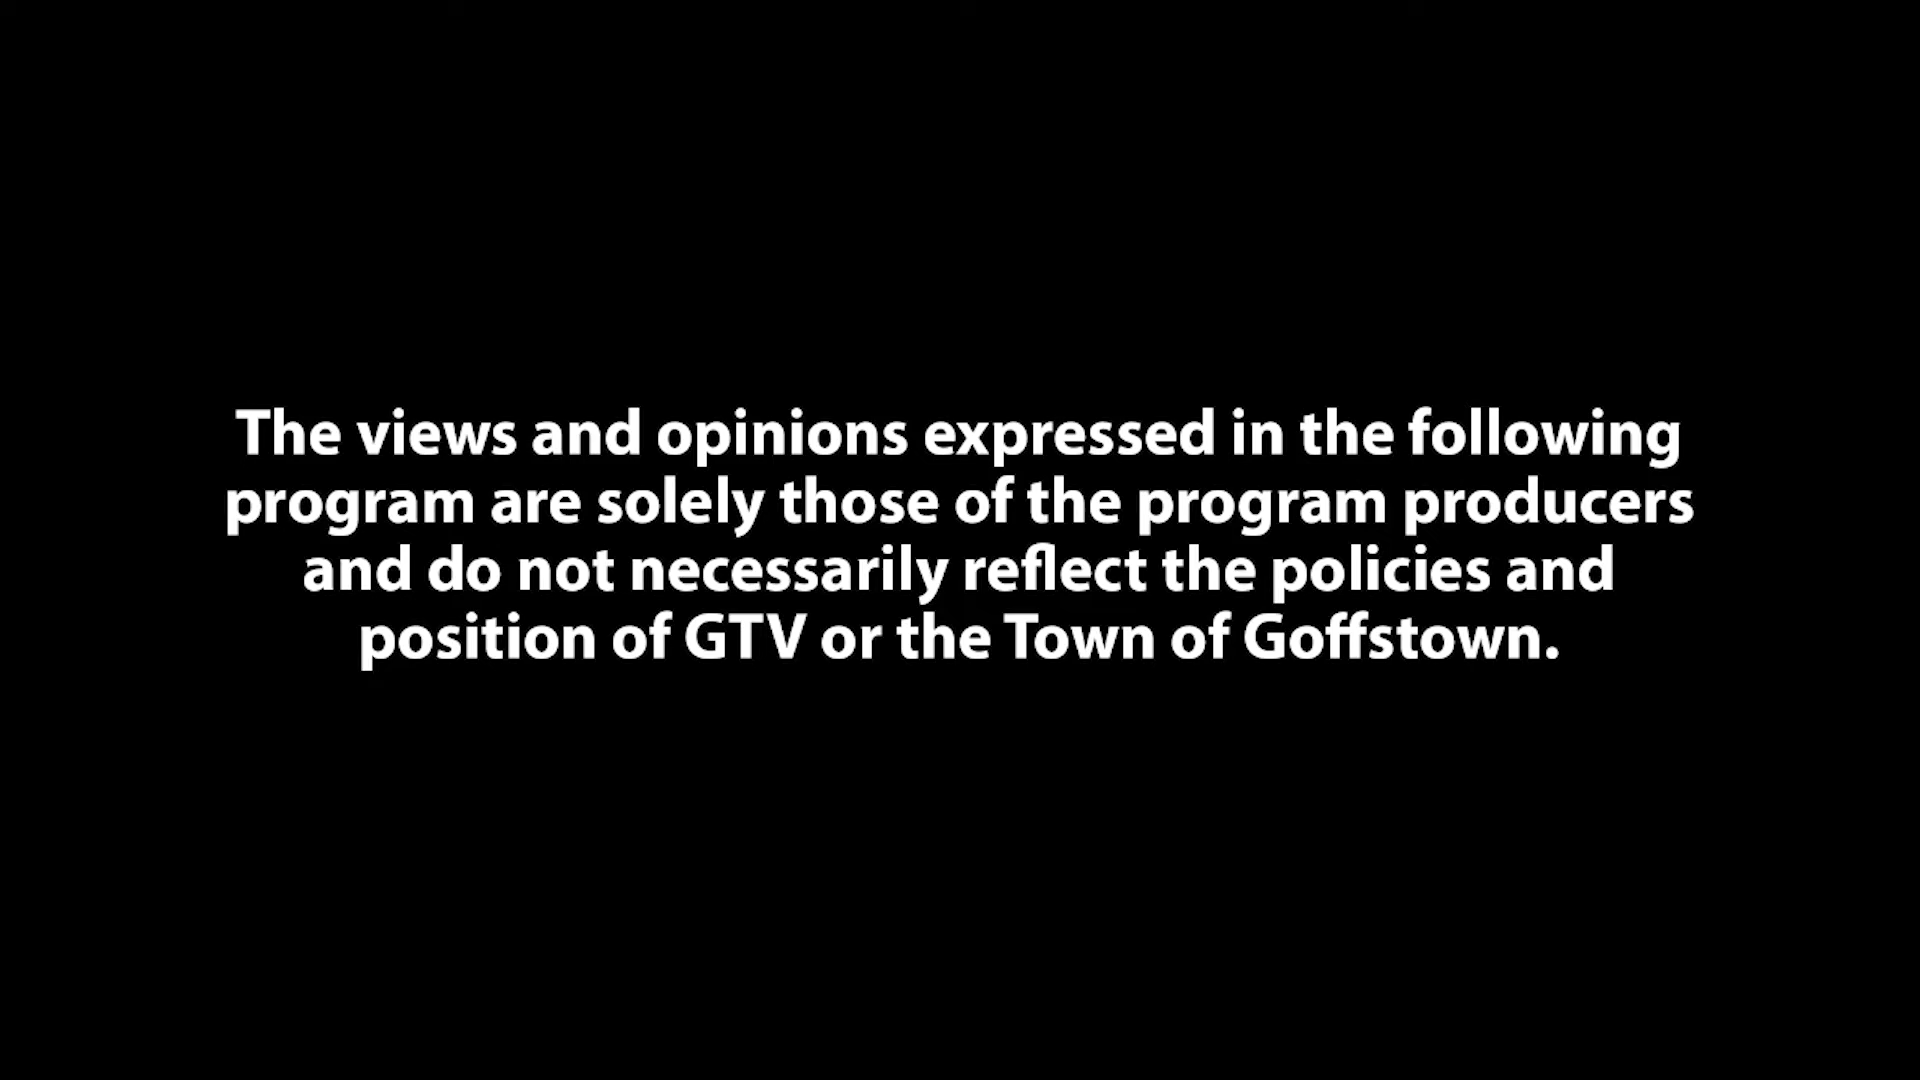 The views and opinions expressed in the following
program are solely those of the program producers
and do not necessarily reflect the policies and
position of GTV or the Town of Goffstown.